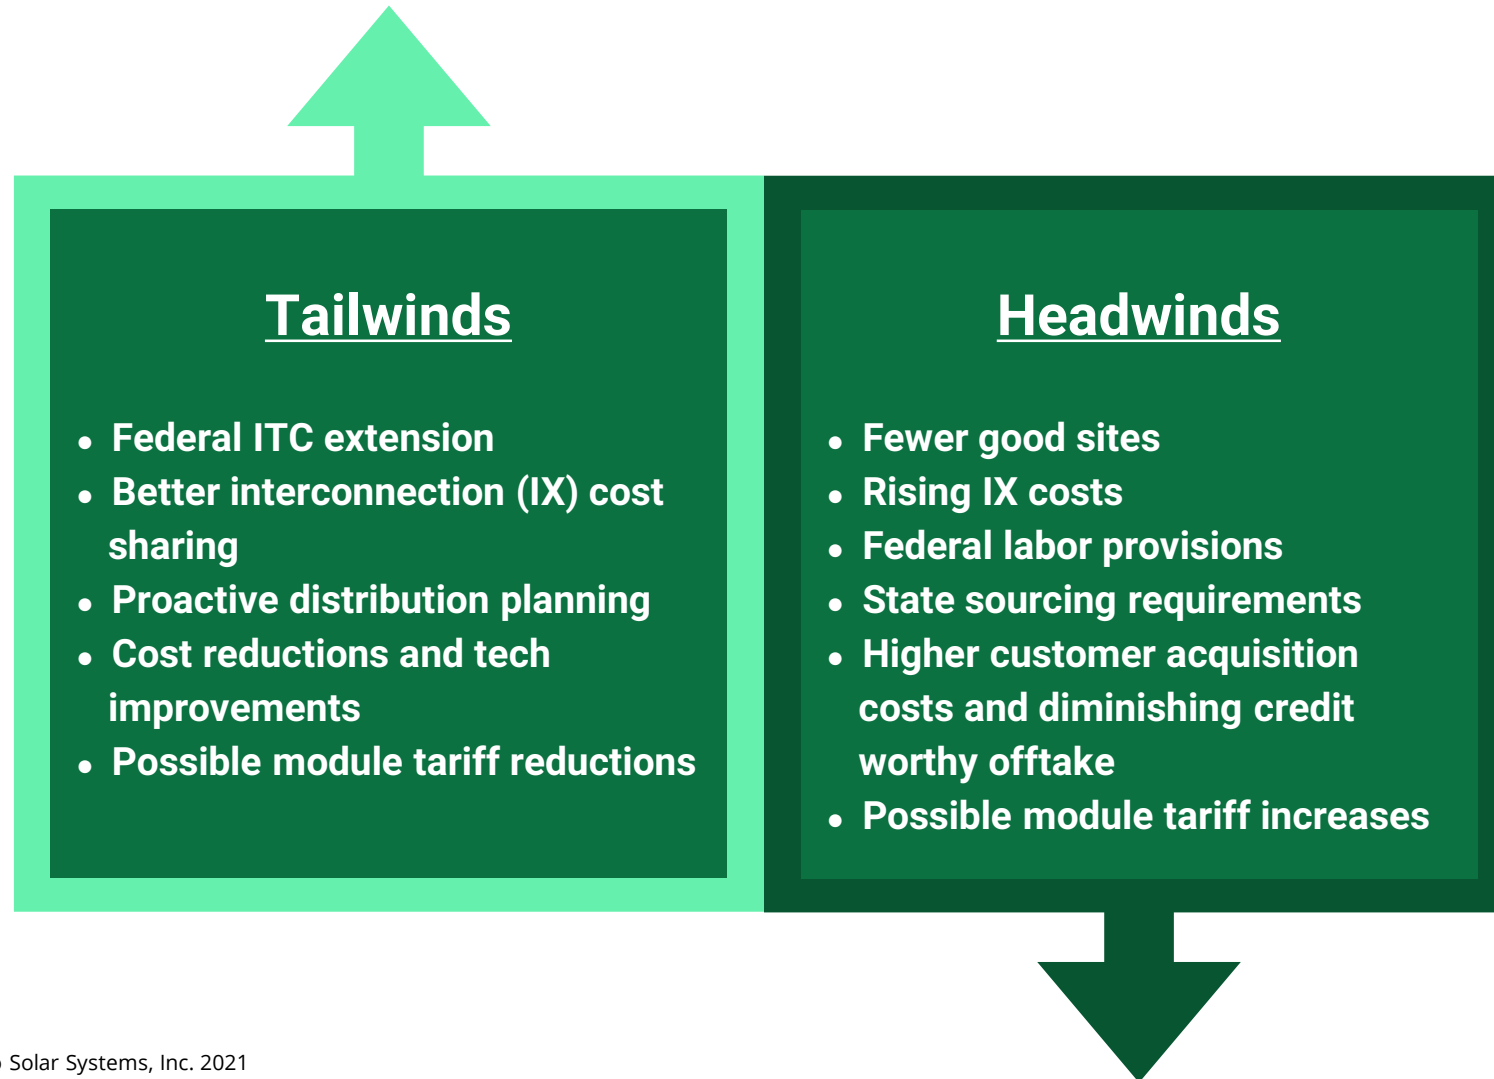 Tailwinds
• Federal ITC extension
• Better interconnection (IX) cost
sharing
• Proactive distribution planning
• Cost reductions and tech
improvements
• Possible module tariff reductions
Headwinds
• Fewer good sites
• Rising IX costs
• Federal labor provisions
• State sourcing requirements
• Higher customer acquisition
costs and diminishing credit
worthy offtake
• Possible module tariff increases
Solar Systems, Inc. 2021